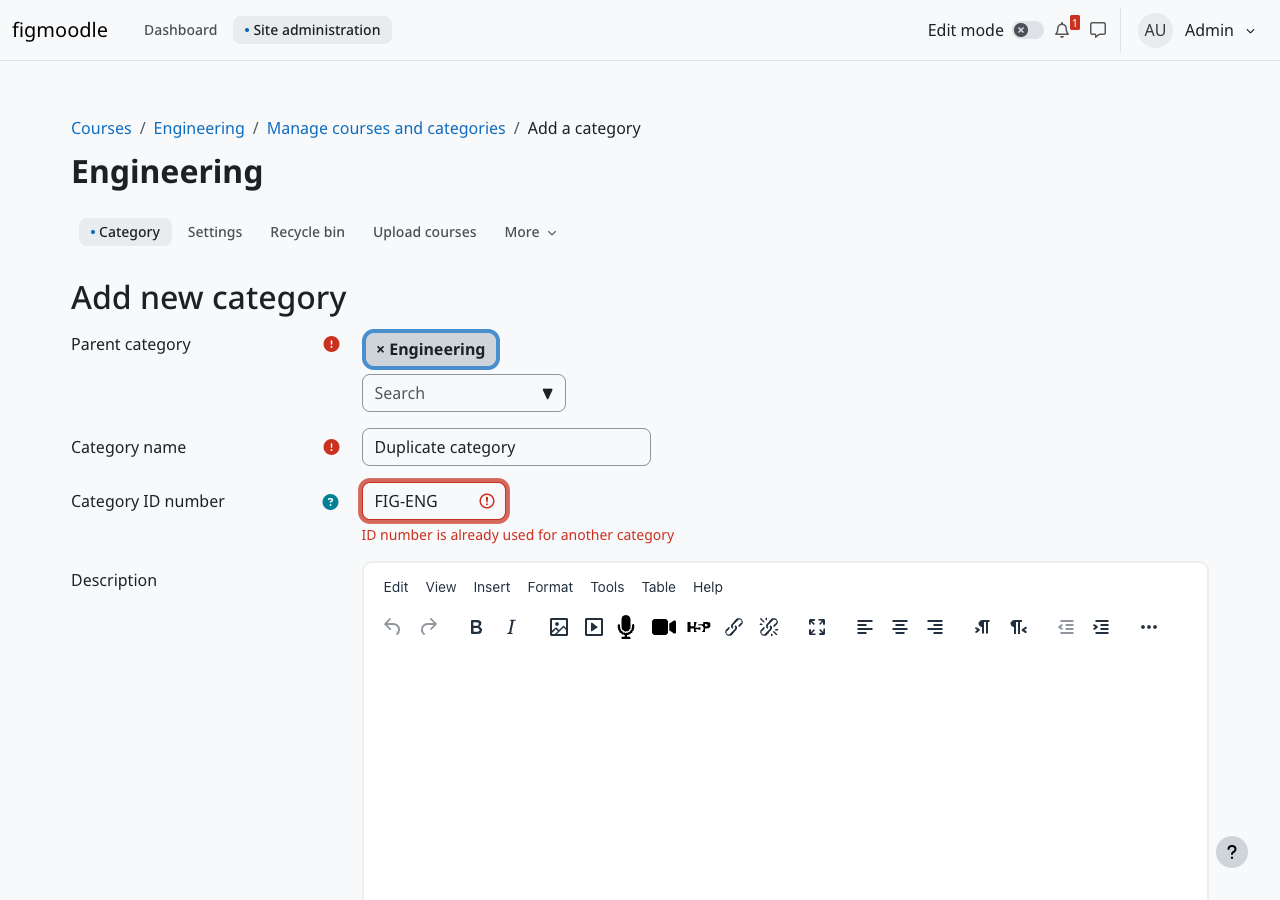 figmoodle Dashboard Site administration Edit mode 1 AU Admin
Courses / Engineering / Manage courses and categories / Add a category
Engineering
Category Settings Recycle bin Upload courses More
Add new category
Parent category × Engineering
Search ▼
Category name Duplicate category
Category ID number FIG-ENG
ID number is already used for another category
Description
Edit View Insert Format Tools Table Help
B I H5P
?